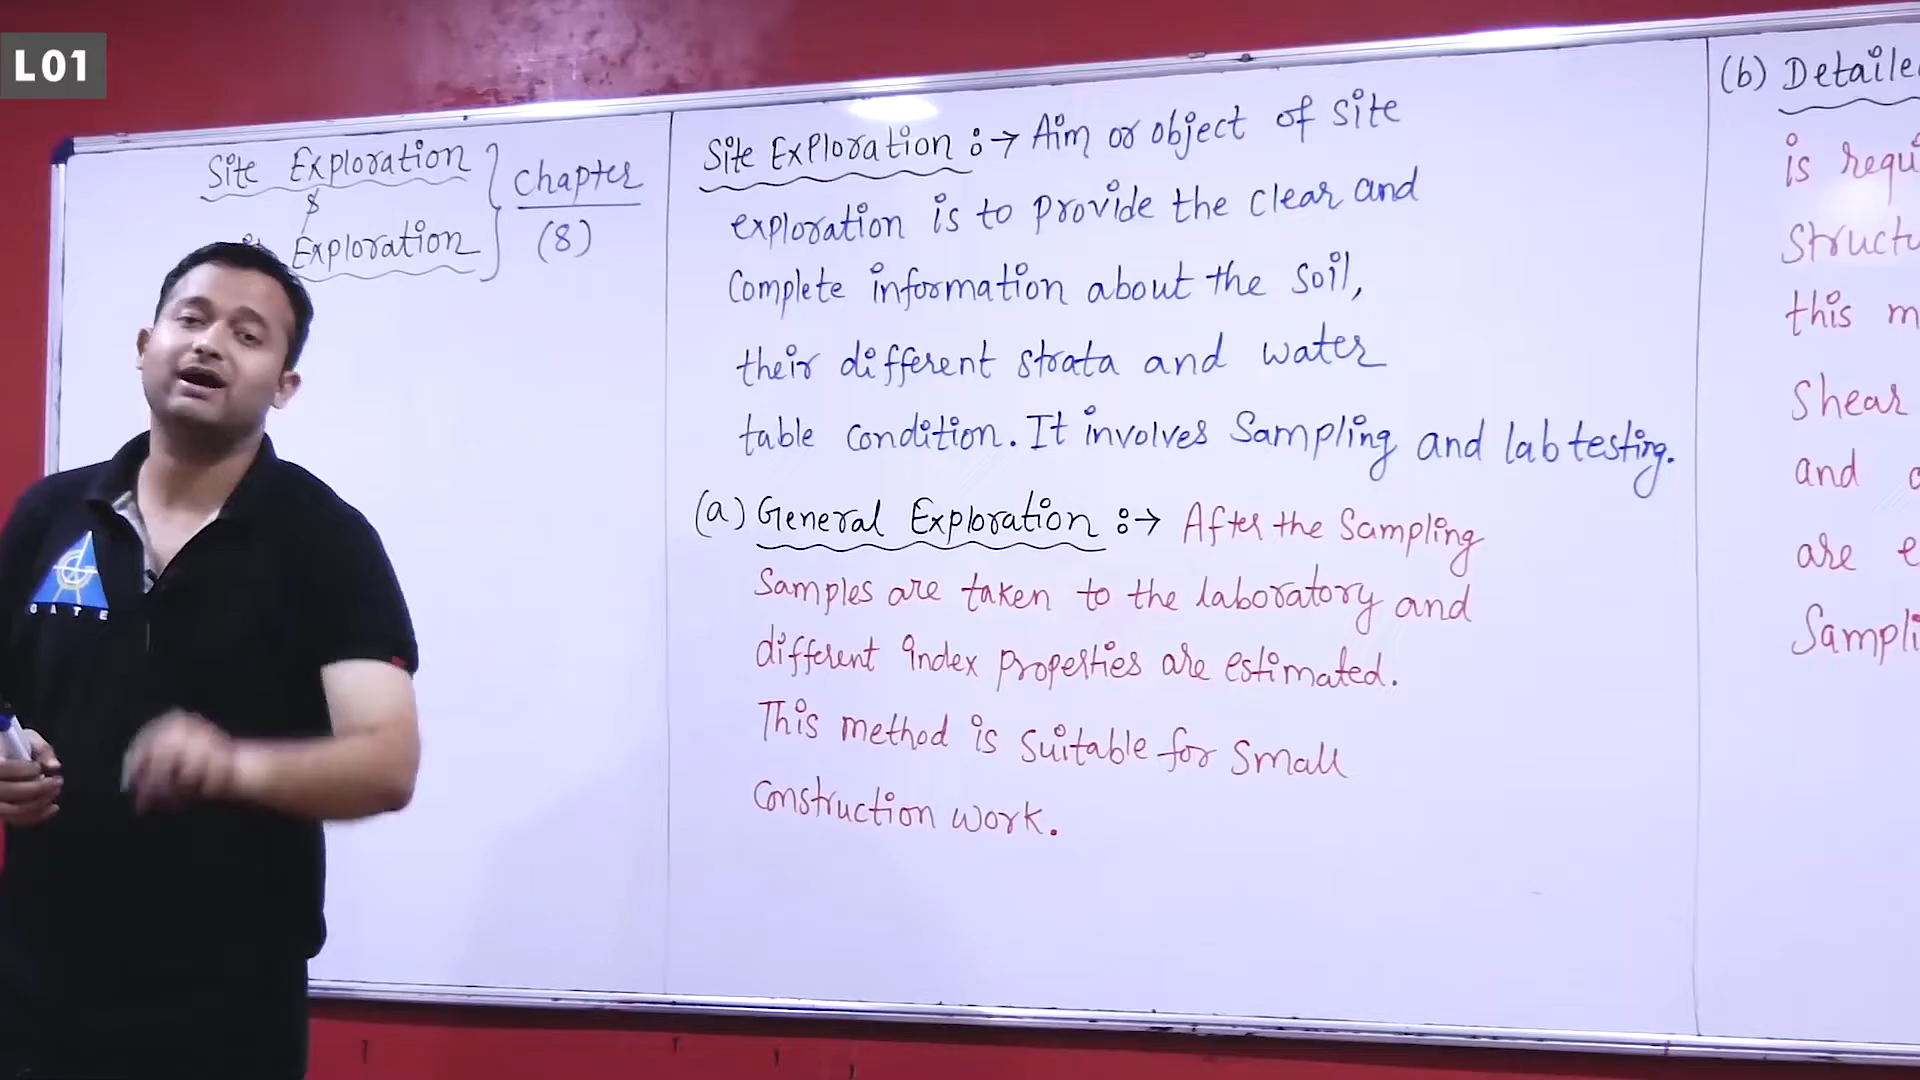 L01
Site Exploration
&
Exploration
Chapter
(8)
Site Exploration :→ Aim or object of site
exploration is to provide the clear and
Complete information about the Soil,
their different strata and water
table condition. It involves Sampling and lab testing.
(a) General Exploration :→ After the Sampling
Samples are taken to the laboratory and
different index properties are estimated.
This method is suitable for small
Construction work.
(b) Detaile
is requi
Structu
this m
Shear
and
are e
Sampli
GATE